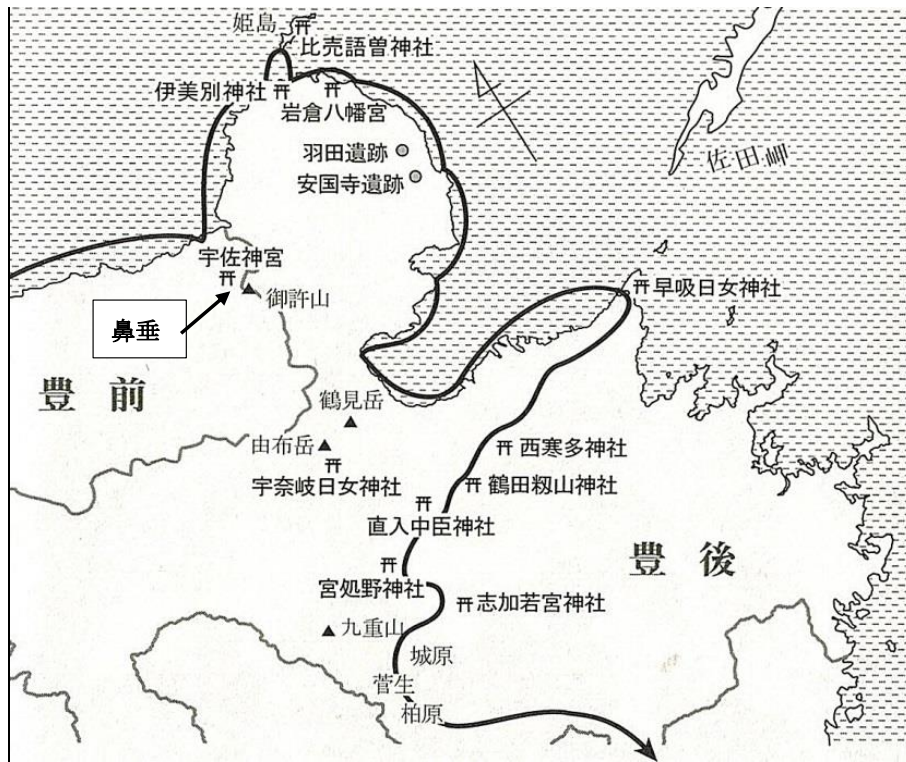 姫島
比売語曽神社
伊美別神社
岩倉八幡宮
羽田遺跡
安国寺遺跡
佐田岬
宇佐神宮
御許山
早吸日女神社
鼻垂
豊前
鶴見岳
由布岳
宇奈岐日女神社
西寒多神社
鶴田籾山神社
直入中臣神社
豊後
宮処野神社
志加若宮神社
九重山
城原
菅生
柏原